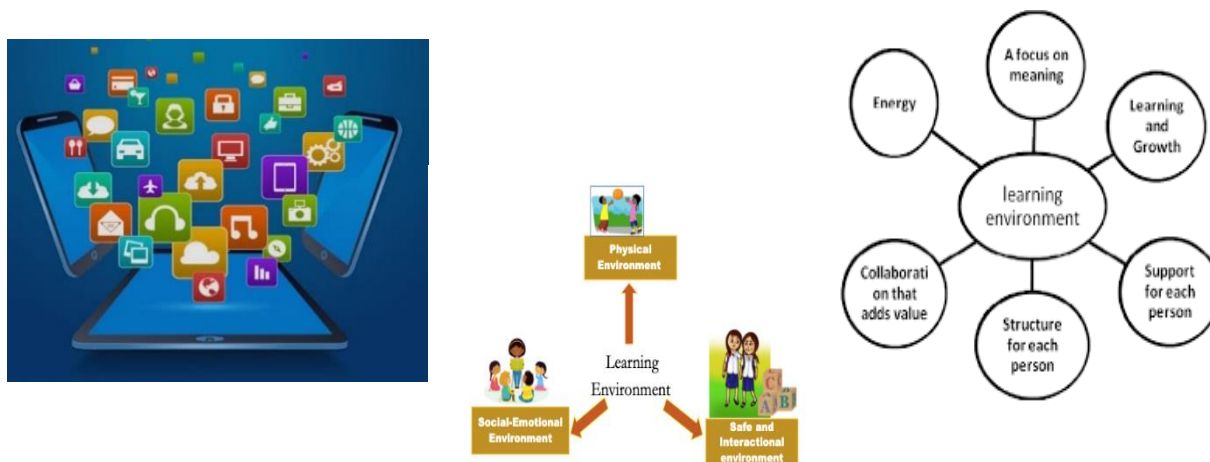 Physical
Environment
Learning
Environment
Social-Emotional
Environment
Safe and
Interactional
environment
C
A
B
A focus on
meaning
Energy
Learning
and
Growth
learning
environment
Collaborati
on that
adds value
Support
for each
person
Structure
for each
person